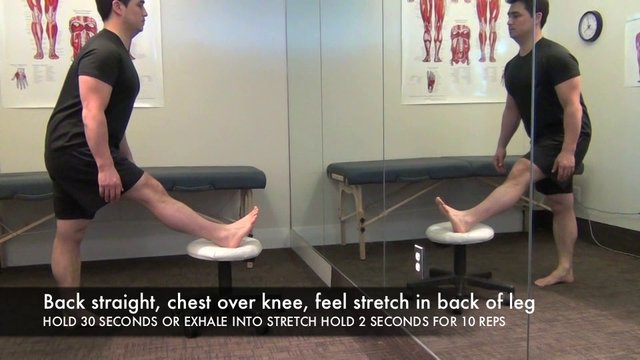 Back straight, chest over knee, feel stretch in back of leg
HOLD 30 SECONDS OR EXHALE INTO STRETCH HOLD 2 SECONDS FOR 10 REPS